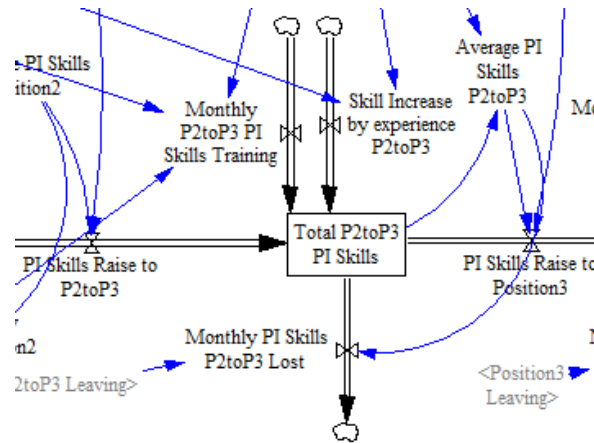 Average PI
Skills
P2toP3
PI Skills
ition2
Monthly
P2toP3 PI
Skills Training
Skill Increase
by experience
P2toP3
Total P2toP3
PI Skills
PI Skills Raise to
P2toP3
PI Skills Raise to
Position3
Monthly PI Skills
P2toP3 Lost
on2
2toP3 Leaving>
<Position3
Leaving>